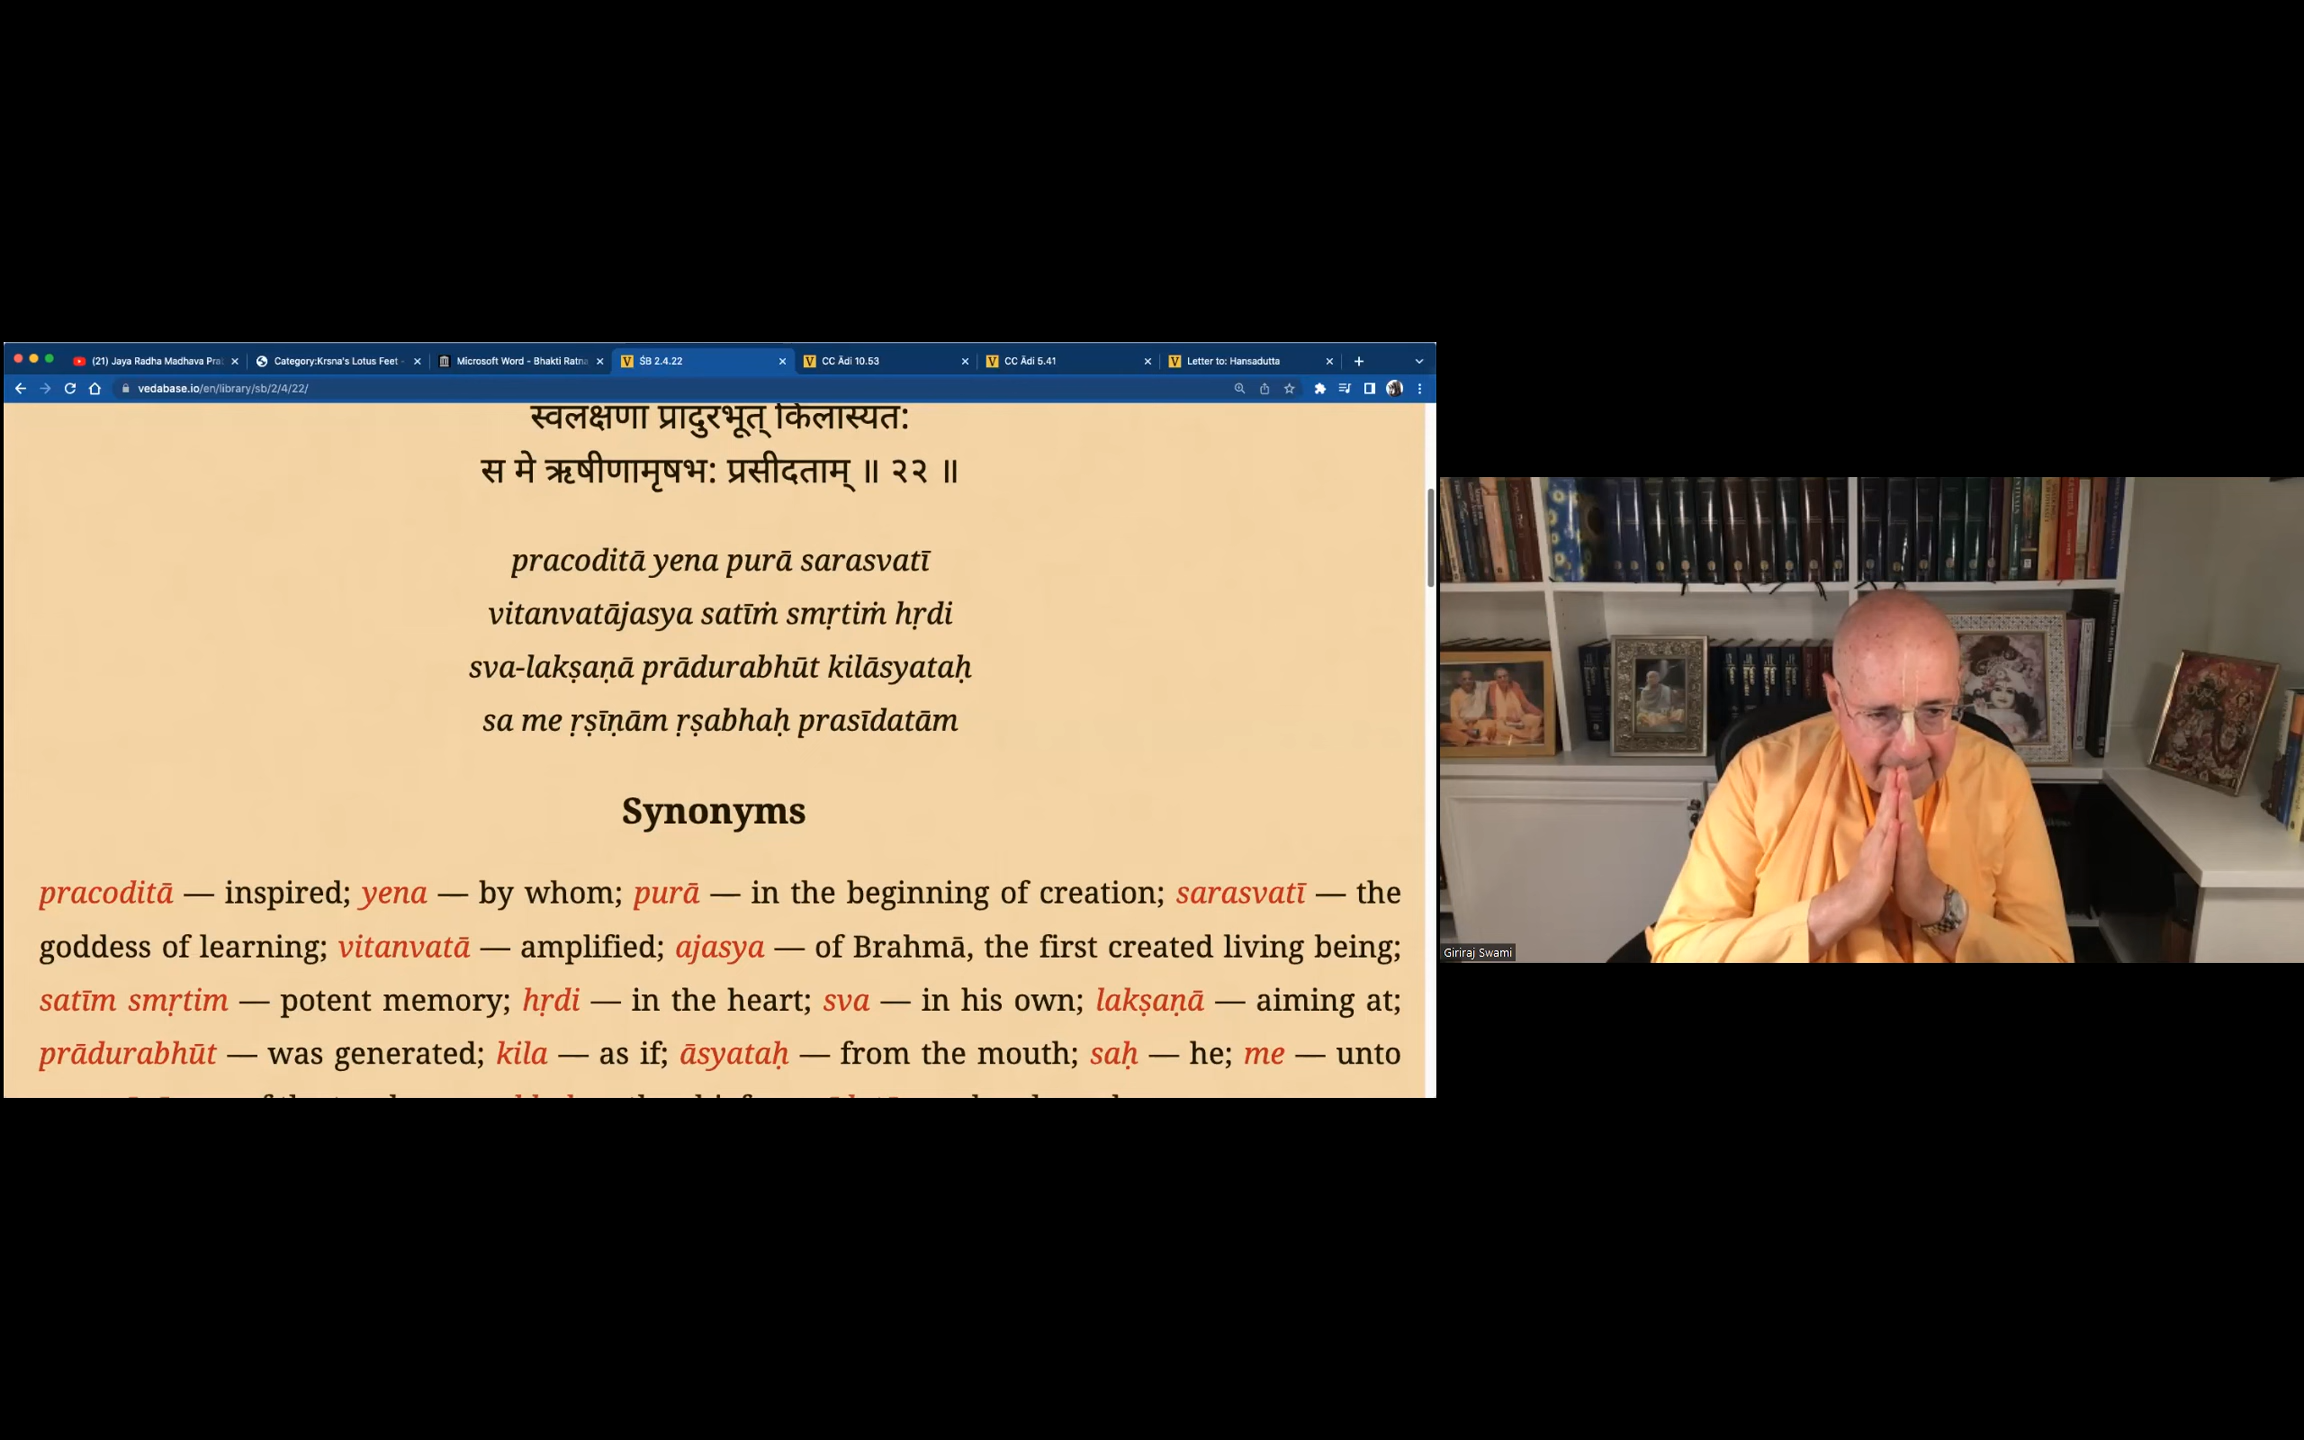 (21) Jaya Radha Madhava Pra
Category:Krsna's Lotus Feet -
Microsoft Word - Bhakti Ratna
ŚB 2.4.22
CC Ādi 10.53
CC Ādi 5.41
Letter to: Hansadutta
vedabase.io/en/library/sb/2/4/22/
स्वलक्षणा प्रादुरभूत् किलास्यत:
स मे ऋषीणामृषभ: प्रसीदताम् ॥ २२ ॥
pracoditā yena purā sarasvatī
vitanvatājasya satīṁ smṛtiṁ hṛdi
sva-lakṣaṇā prādurabhūt kilāsyataḥ
sa me ṛṣīṇām ṛṣabhaḥ prasīdatām
Synonyms
pracoditā — inspired; yena — by whom; purā — in the beginning of creation; sarasvatī — the
goddess of learning; vitanvatā — amplified; ajasya — of Brahmā, the first created living being;
satīm smṛtim — potent memory; hṛdi — in the heart; sva — in his own; lakṣaṇā — aiming at;
prādurabhūt — was generated; kila — as if; āsyataḥ — from the mouth; saḥ — he; me — unto
Giriraj Swami